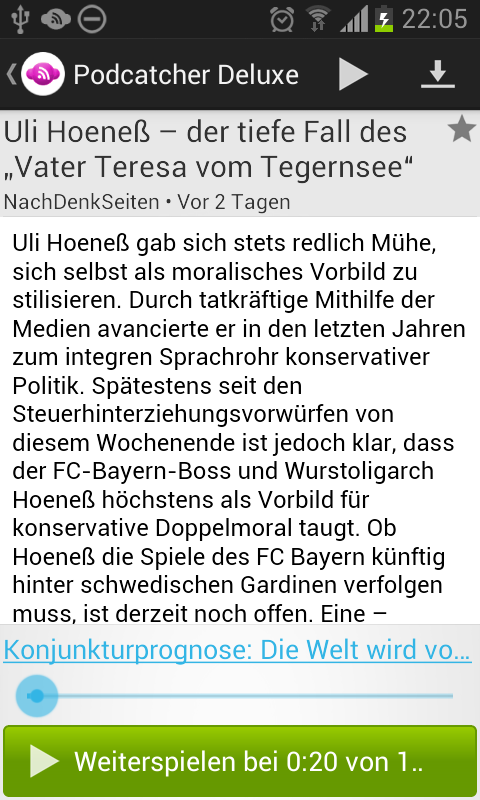 22:05
Podcatcher Deluxe
Uli Hoeneß – der tiefe Fall des
„Vater Teresa vom Tegernsee“
NachDenkSeiten • Vor 2 Tagen
Uli Hoeneß gab sich stets redlich Mühe,
sich selbst als moralisches Vorbild zu
stilisieren. Durch tatkräftige Mithilfe der
Medien avancierte er in den letzten Jahren
zum integren Sprachrohr konservativer
Politik. Spätestens seit den
Steuerhinterziehungsvorwürfen von
diesem Wochenende ist jedoch klar, dass
der FC-Bayern-Boss und Wurstoligarch
Hoeneß höchstens als Vorbild für
konservative Doppelmoral taugt. Ob
Hoeneß die Spiele des FC Bayern künftig
hinter schwedischen Gardinen verfolgen
muss, ist derzeit noch offen. Eine –
Konjunkturprognose: Die Welt wird vo...
Weiterspielen bei 0:20 von 1..